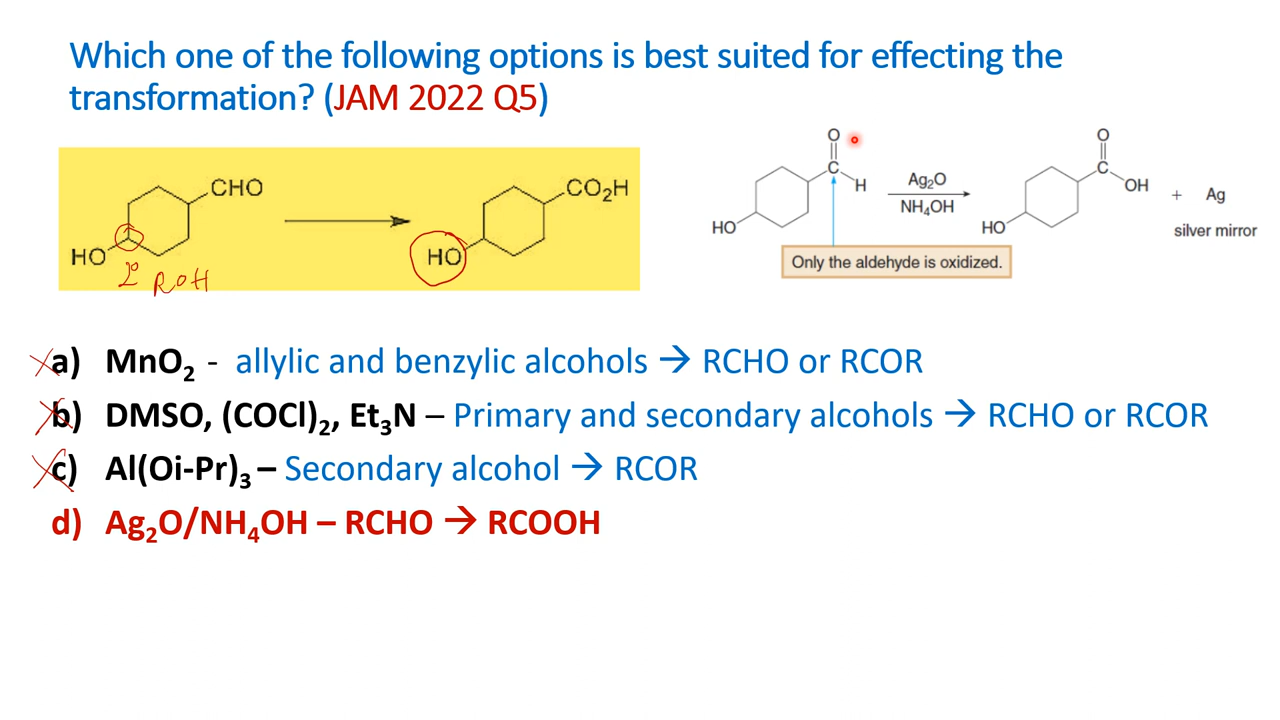 Which one of the following options is best suited for effecting the
transformation? (JAM 2022 Q5)
CHO
HO
2° ROH
CO₂H
HO
O
C
H
HO
Ag₂O
NH₄OH
O
C
OH
HO
+ Ag
silver mirror
Only the aldehyde is oxidized.
a) MnO₂ - allylic and benzylic alcohols → RCHO or RCOR
b) DMSO, (COCl)₂, Et₃N – Primary and secondary alcohols → RCHO or RCOR
c) Al(Oi-Pr)₃ – Secondary alcohol → RCOR
d) Ag₂O/NH₄OH – RCHO → RCOOH